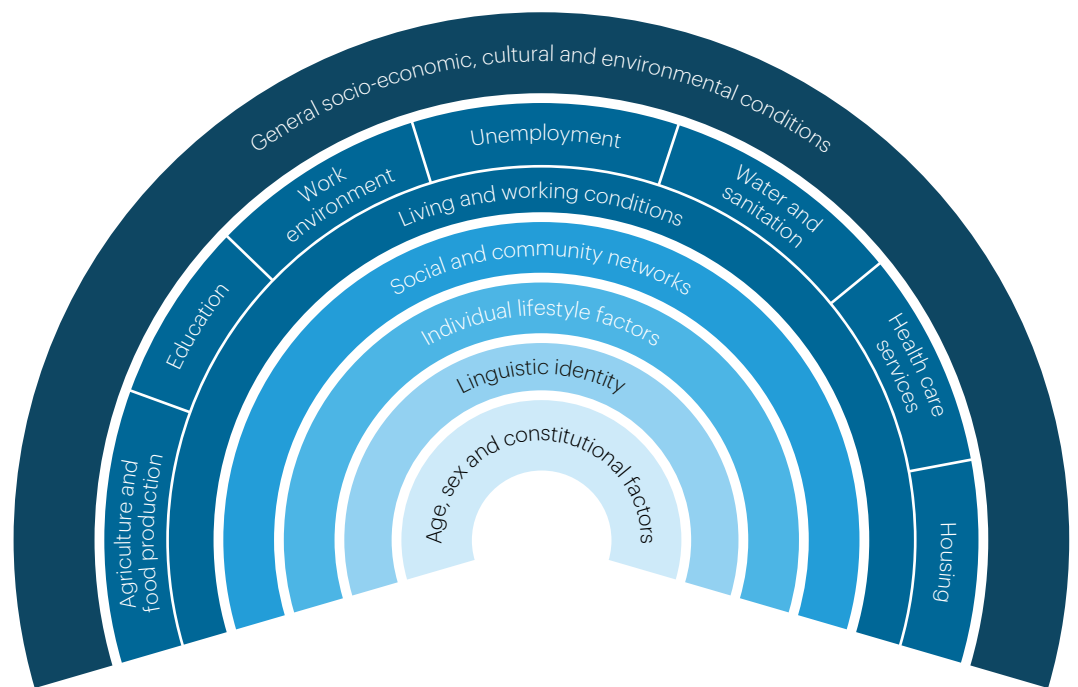 General socio-economic, cultural and environmental conditions
Agriculture and
food production
Education
Work
environment
Unemployment
Water and
sanitation
Health care
services
Housing
Living and working conditions
Social and community networks
Individual lifestyle factors
Linguistic identity
Age, sex and constitutional factors